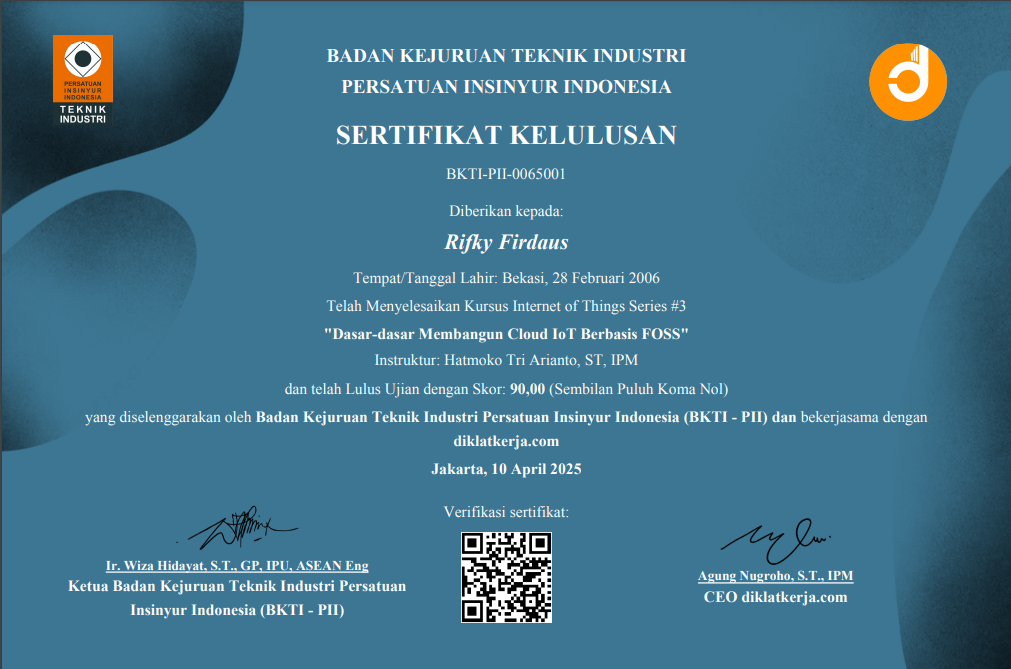 PERSATUAN
INSINYUR
INDONESIA
TEKNIK
INDUSTRI
BADAN KEJURUAN TEKNIK INDUSTRI
PERSATUAN INSINYUR INDONESIA
SERTIFIKAT KELULUSAN
BKTI-PII-0065001
Diberikan kepada:
Rifky Firdaus
Tempat/Tanggal Lahir: Bekasi, 28 Februari 2006
Telah Menyelesaikan Kursus Internet of Things Series #3
"Dasar-dasar Membangun Cloud IoT Berbasis FOSS"
Instruktur: Hatmoko Tri Arianto, ST, IPM
dan telah Lulus Ujian dengan Skor: 90,00 (Sembilan Puluh Koma Nol)
yang diselenggarakan oleh Badan Kejuruan Teknik Industri Persatuan Insinyur Indonesia (BKTI - PII) dan bekerjasama dengan
diklatkerja.com
Jakarta, 10 April 2025
Verifikasi sertifikat:
Ir. Wiza Hidayat, S.T., GP, IPU, ASEAN Eng
Ketua Badan Kejuruan Teknik Industri Persatuan
Insinyur Indonesia (BKTI - PII)
Agung Nugroho, S.T., IPM
CEO diklatkerja.com